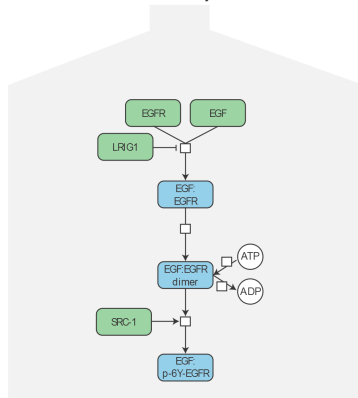 EGFR
EGF
LRIG1
EGF:
EGFR
EGF:EGFR
dimer
ATP
ADP
SRC-1
EGF:
p-6Y-EGFR